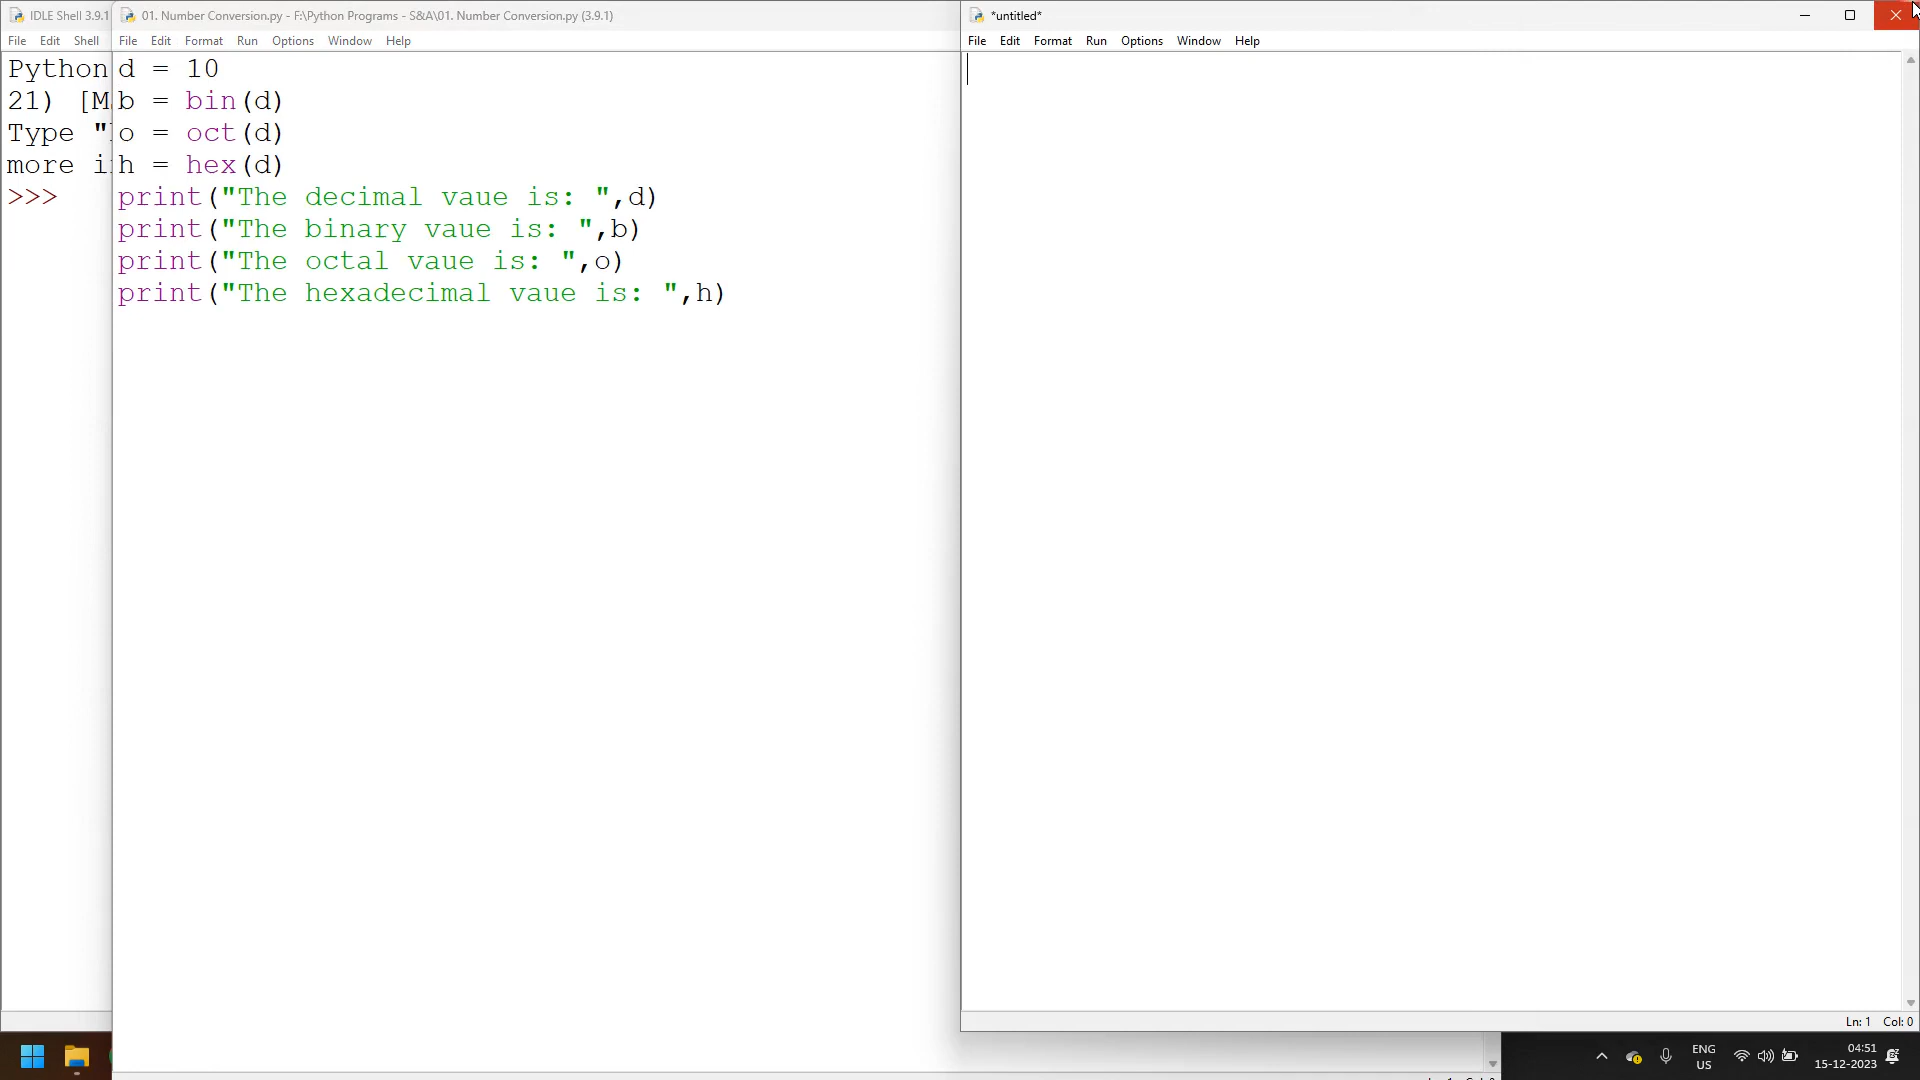 IDLE Shell 3.9.1
File Edit Shell
Python
21) [M
Type "
more i
>>>
01. Number Conversion.py - F:\Python Programs - S&A\01. Number Conversion.py (3.9.1)
File Edit Format Run Options Window Help
d = 10
b = bin(d)
o = oct(d)
h = hex(d)
print("The decimal vaue is: ",d)
print("The binary vaue is: ",b)
print("The octal vaue is: ",o)
print("The hexadecimal vaue is: ",h)
*untitled*
File Edit Format Run Options Window Help
Ln: 1 Col: 0
ENG
US
04:51
15-12-2023